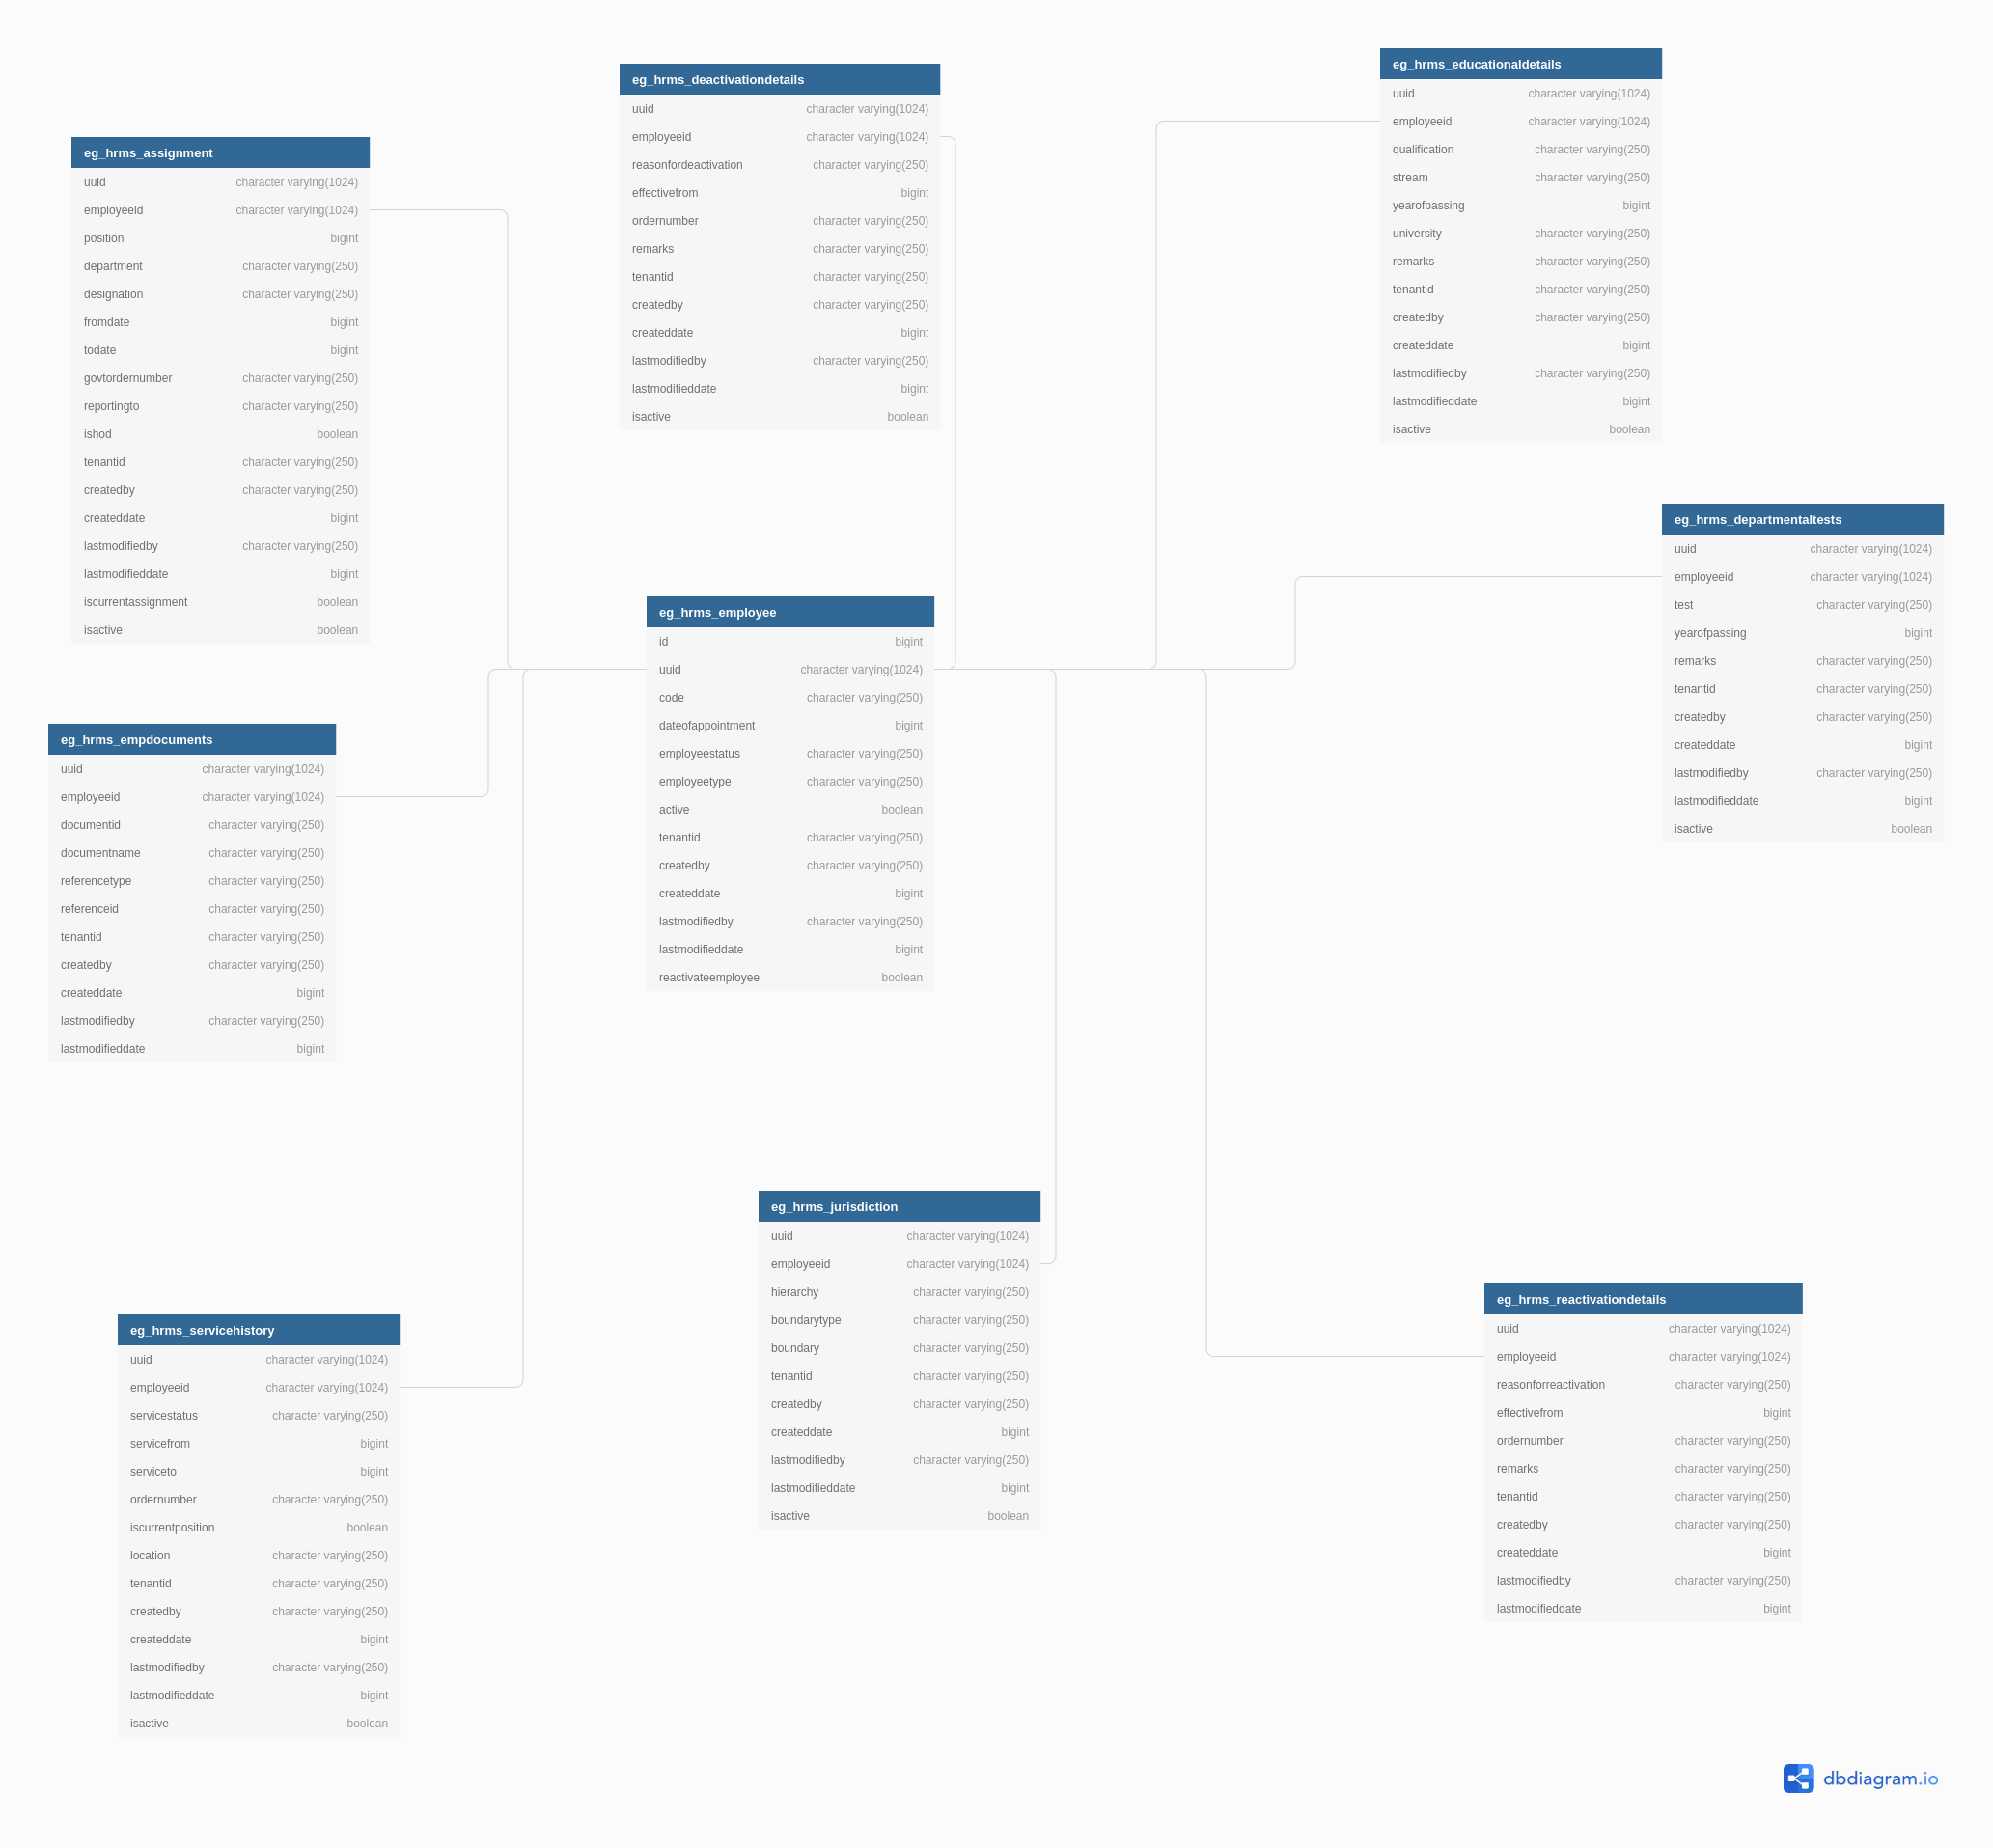 eg_hrms_assignment
uuid character varying(1024)
employeeid character varying(1024)
position bigint
department character varying(250)
designation character varying(250)
fromdate bigint
todate bigint
govtordernumber character varying(250)
reportingto character varying(250)
ishod boolean
tenantid character varying(250)
createdby character varying(250)
createddate bigint
lastmodifiedby character varying(250)
lastmodifieddate bigint
iscurrentassignment boolean
isactive boolean
eg_hrms_deactivationdetails
uuid character varying(1024)
employeeid character varying(1024)
reasonfordeactivation character varying(250)
effectivefrom bigint
ordernumber character varying(250)
remarks character varying(250)
tenantid character varying(250)
createdby character varying(250)
createddate bigint
lastmodifiedby character varying(250)
lastmodifieddate bigint
isactive boolean
eg_hrms_educationaldetails
uuid character varying(1024)
employeeid character varying(1024)
qualification character varying(250)
stream character varying(250)
yearofpassing bigint
university character varying(250)
remarks character varying(250)
tenantid character varying(250)
createdby character varying(250)
createddate bigint
lastmodifiedby character varying(250)
lastmodifieddate bigint
isactive boolean
eg_hrms_departmentaltests
uuid character varying(1024)
employeeid character varying(1024)
test character varying(250)
yearofpassing bigint
remarks character varying(250)
tenantid character varying(250)
createdby character varying(250)
createddate bigint
lastmodifiedby character varying(250)
lastmodifieddate bigint
isactive boolean
eg_hrms_employee
id bigint
uuid character varying(1024)
code character varying(250)
dateofappointment bigint
employeestatus character varying(250)
employeetype character varying(250)
active boolean
tenantid character varying(250)
createdby character varying(250)
createddate bigint
lastmodifiedby character varying(250)
lastmodifieddate bigint
reactivateemployee boolean
eg_hrms_empdocuments
uuid character varying(1024)
employeeid character varying(1024)
documentid character varying(250)
documentname character varying(250)
referencetype character varying(250)
referenceid character varying(250)
tenantid character varying(250)
createdby character varying(250)
createddate bigint
lastmodifiedby character varying(250)
lastmodifieddate bigint
eg_hrms_jurisdiction
uuid character varying(1024)
employeeid character varying(1024)
hierarchy character varying(250)
boundarytype character varying(250)
boundary character varying(250)
tenantid character varying(250)
createdby character varying(250)
createddate bigint
lastmodifiedby character varying(250)
lastmodifieddate bigint
isactive boolean
eg_hrms_reactivationdetails
uuid character varying(1024)
employeeid character varying(1024)
reasonforreactivation character varying(250)
effectivefrom bigint
ordernumber character varying(250)
remarks character varying(250)
tenantid character varying(250)
createdby character varying(250)
createddate bigint
lastmodifiedby character varying(250)
lastmodifieddate bigint
eg_hrms_servicehistory
uuid character varying(1024)
employeeid character varying(1024)
servicestatus character varying(250)
servicefrom bigint
serviceto bigint
ordernumber character varying(250)
iscurrentposition boolean
location character varying(250)
tenantid character varying(250)
createdby character varying(250)
createddate bigint
lastmodifiedby character varying(250)
lastmodifieddate bigint
isactive boolean
dbdiagram.io